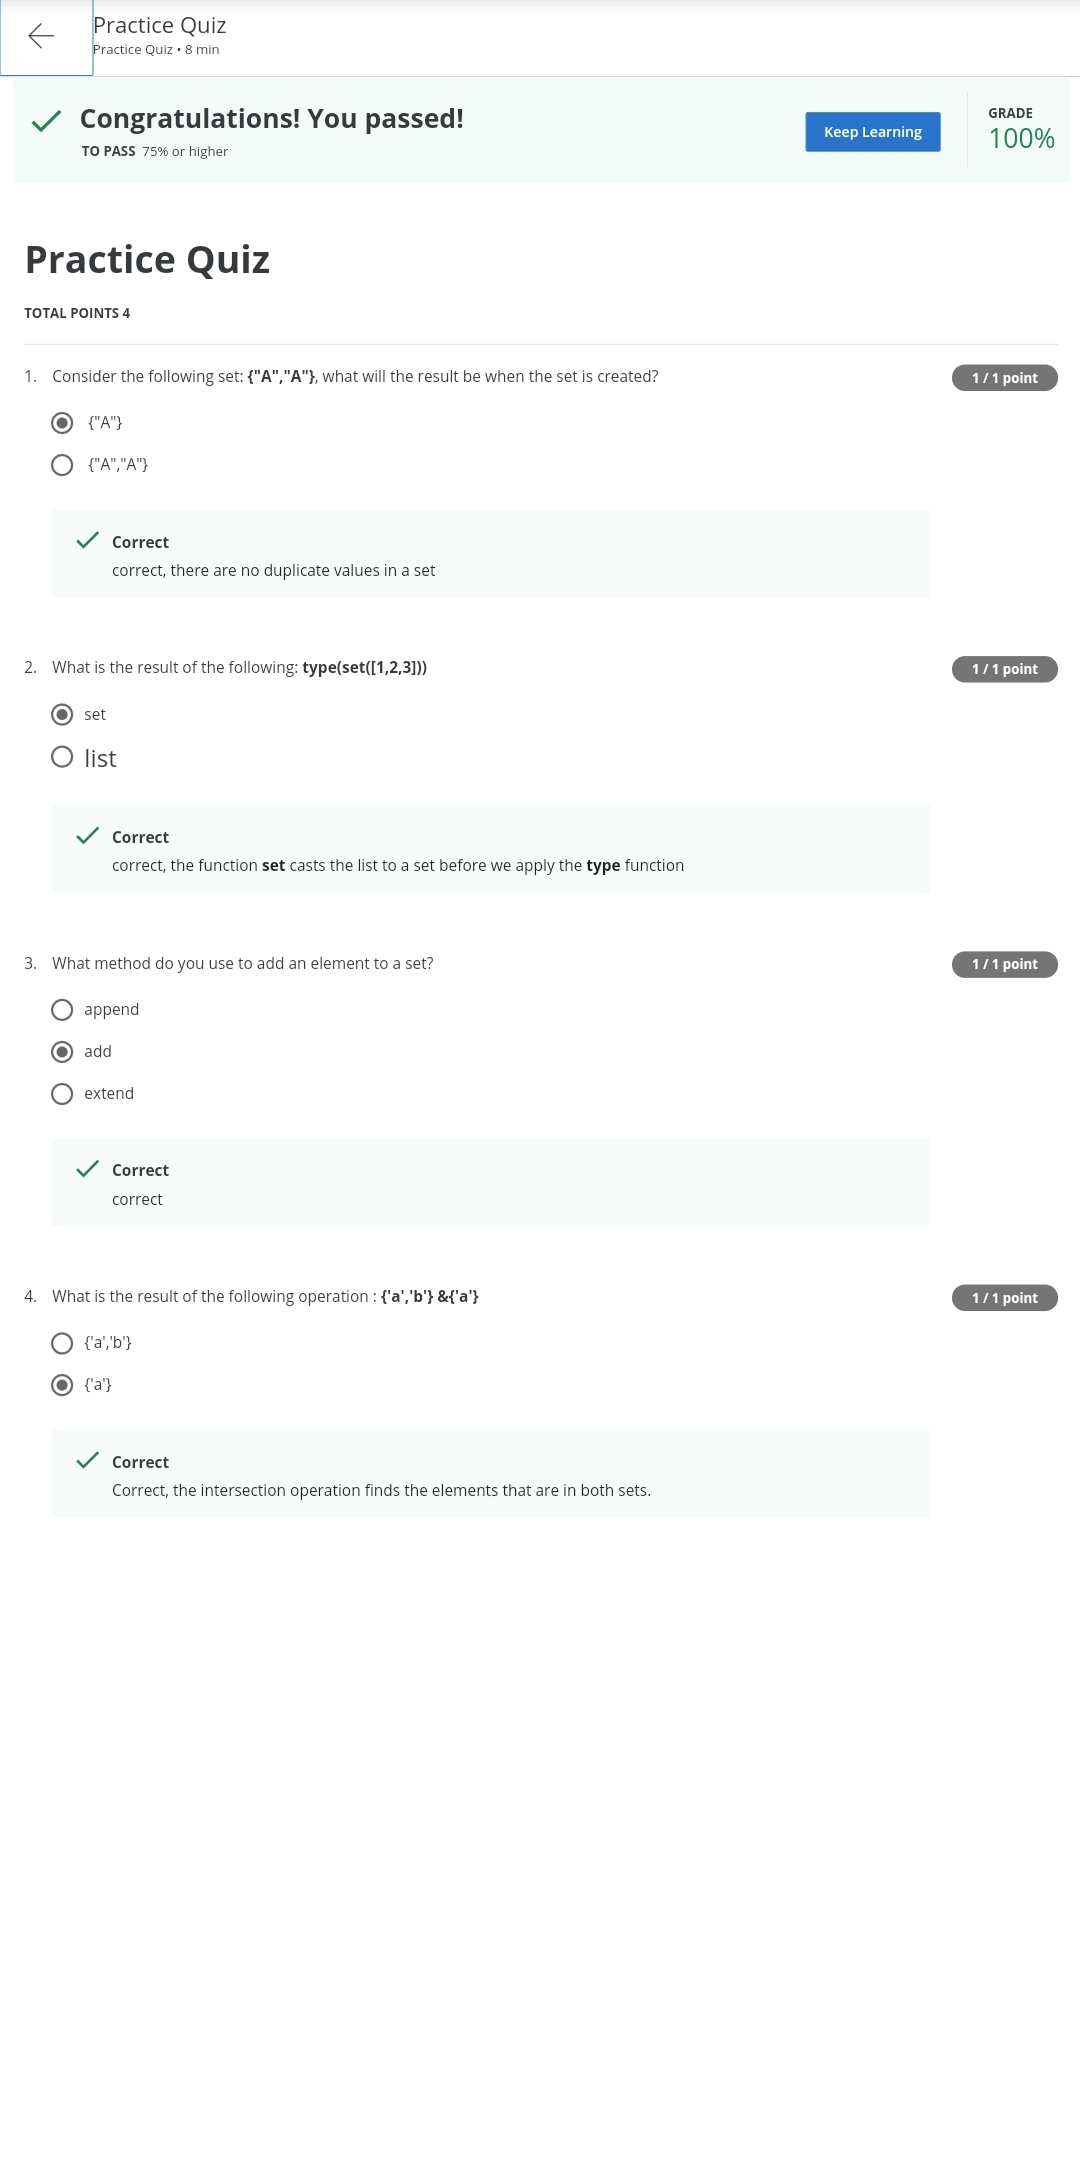 Practice Quiz
Practice Quiz • 8 min
Congratulations! You passed!
TO PASS 75% or higher
Keep Learning
GRADE
100%
Practice Quiz
TOTAL POINTS 4
1. Consider the following set: {"A","A"}, what will the result be when the set is created?
1 / 1 point
{"A"}
{"A","A"}
Correct
correct, there are no duplicate values in a set
2. What is the result of the following: type(set([1,2,3]))
1 / 1 point
set
list
Correct
correct, the function set casts the list to a set before we apply the type function
3. What method do you use to add an element to a set?
1 / 1 point
append
add
extend
Correct
correct
4. What is the result of the following operation : {'a','b'} &{'a'}
1 / 1 point
{'a','b'}
{'a'}
Correct
Correct, the intersection operation finds the elements that are in both sets.